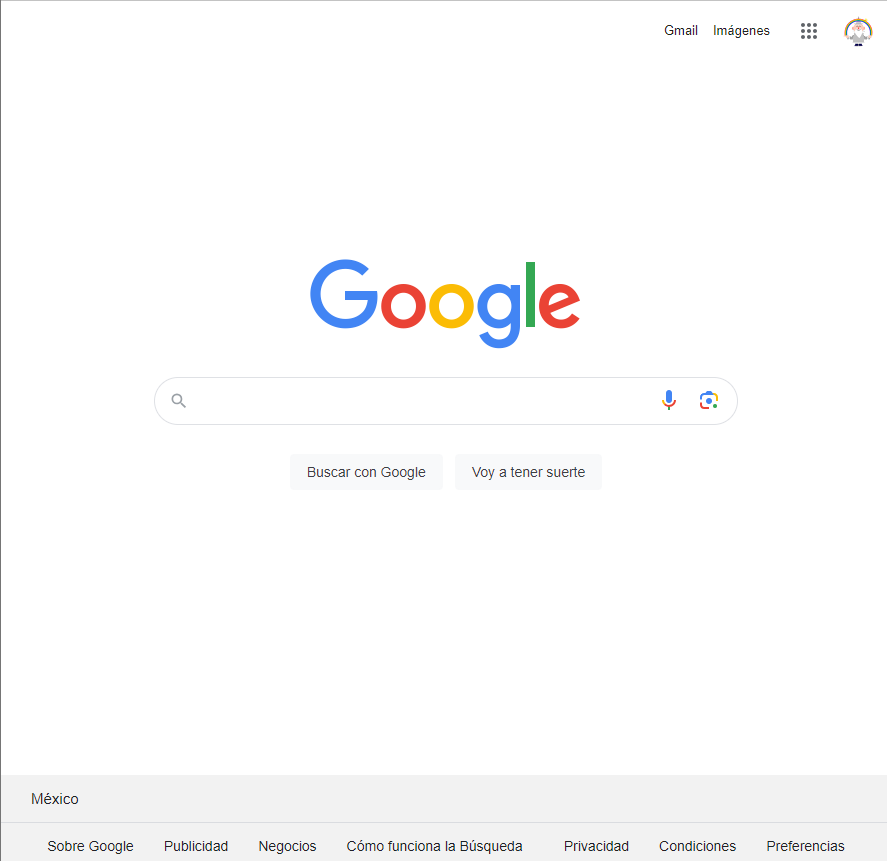 Gmail Imágenes
Google
Buscar con Google Voy a tener suerte
México
Sobre Google Publicidad Negocios Cómo funciona la Búsqueda Privacidad Condiciones Preferencias